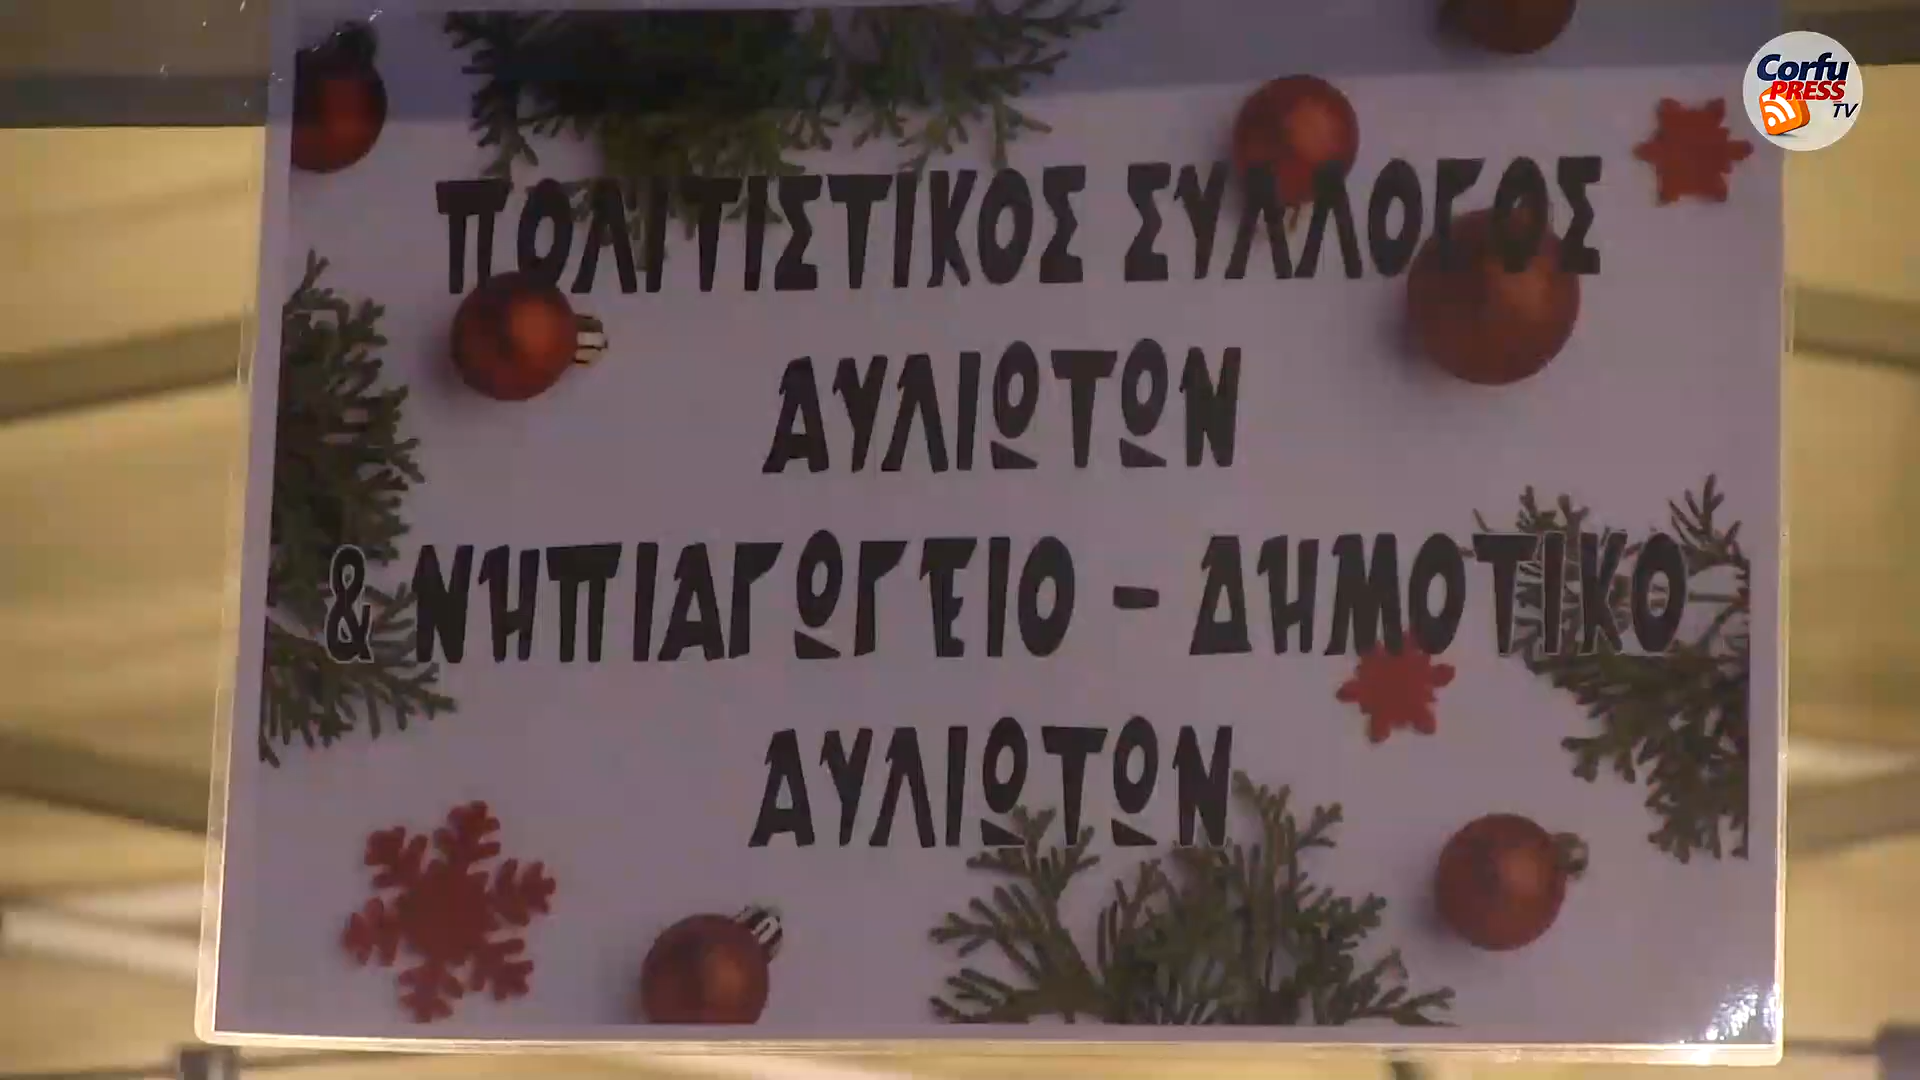 Corfu
PRESS
TV
ΠΟΛΙΤΙΣΤΙΚΟΣ ΣΥΛΛΟΓΟΣ
ΑΥΛΙΩΤΩΝ
& ΝΗΠΙΑΓΩΓΕΙΟ - ΔΗΜΟΤΙΚΟ
ΑΥΛΙΩΤΩΝ